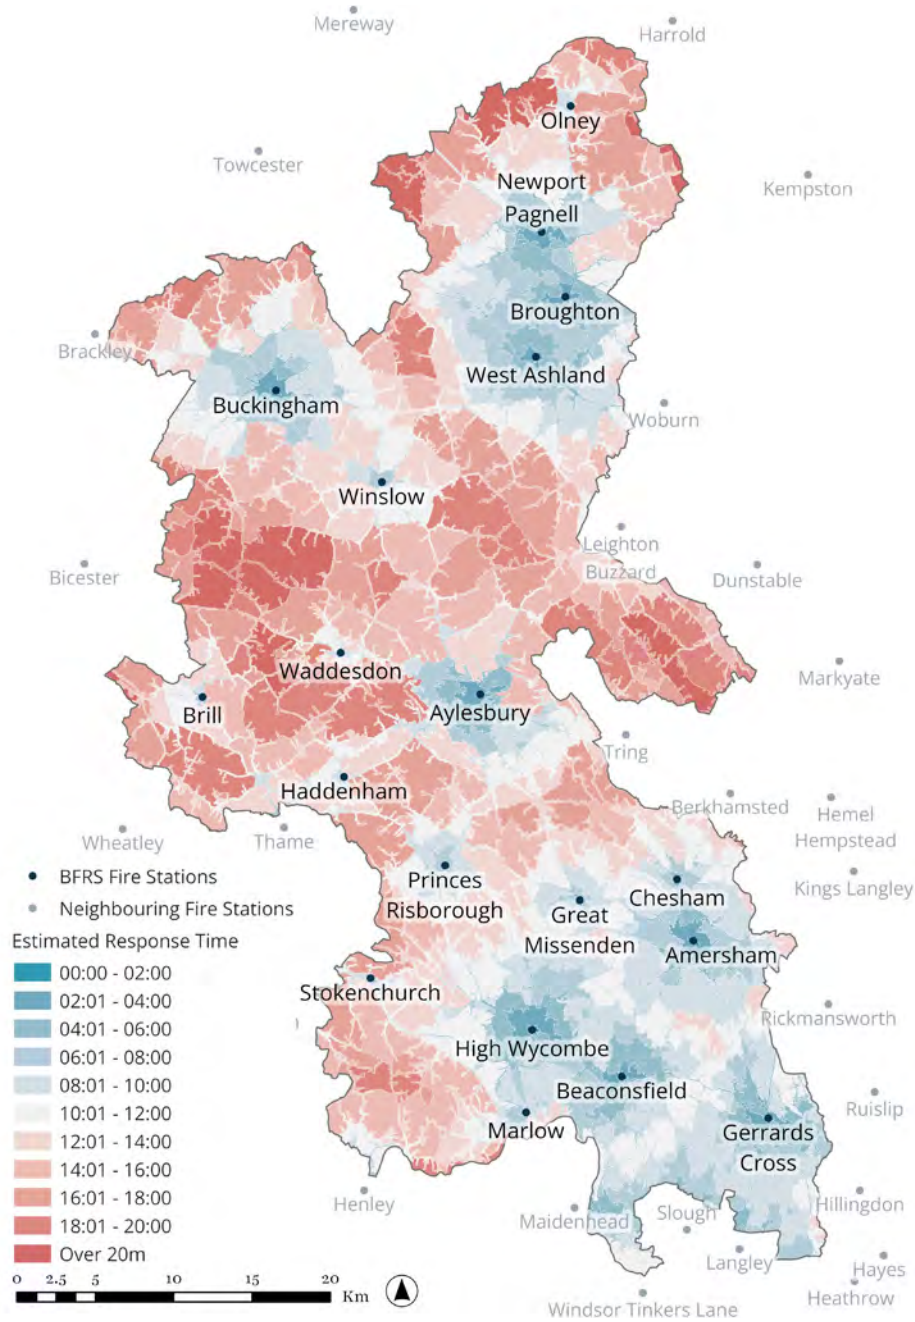 Mereway
Harrold
Olney
Towcester
Kempston
Newport
Pagnell
Broughton
Brackley
West Ashland
Buckingham
Woburn
Winslow
Leighton
Buzzard
Bicester
Dunstable
Waddesdon
Markyate
Brill
Aylesbury
Tring
Haddenham
Berkhamsted
Hemel
Hempstead
Wheatley
Thame
BFRS Fire Stations
Neighbouring Fire Stations
Princes
Risborough
Chesham
Kings Langley
Great
Missenden
Amersham
Stokenchurch
Rickmansworth
High Wycombe
Beaconsfield
Marlow
Gerrards
Cross
Ruislip
Henley
Maidenhead
Slough
Hillingdon
Langley
Hayes
Heathrow
Windsor Tinkers Lane
Estimated Response Time
00:00 - 02:00
02:01 - 04:00
04:01 - 06:00
06:01 - 08:00
08:01 - 10:00
10:01 - 12:00
12:01 - 14:00
14:01 - 16:00
16:01 - 18:00
18:01 - 20:00
Over 20m
0 2.5 5 10 15 20
Km